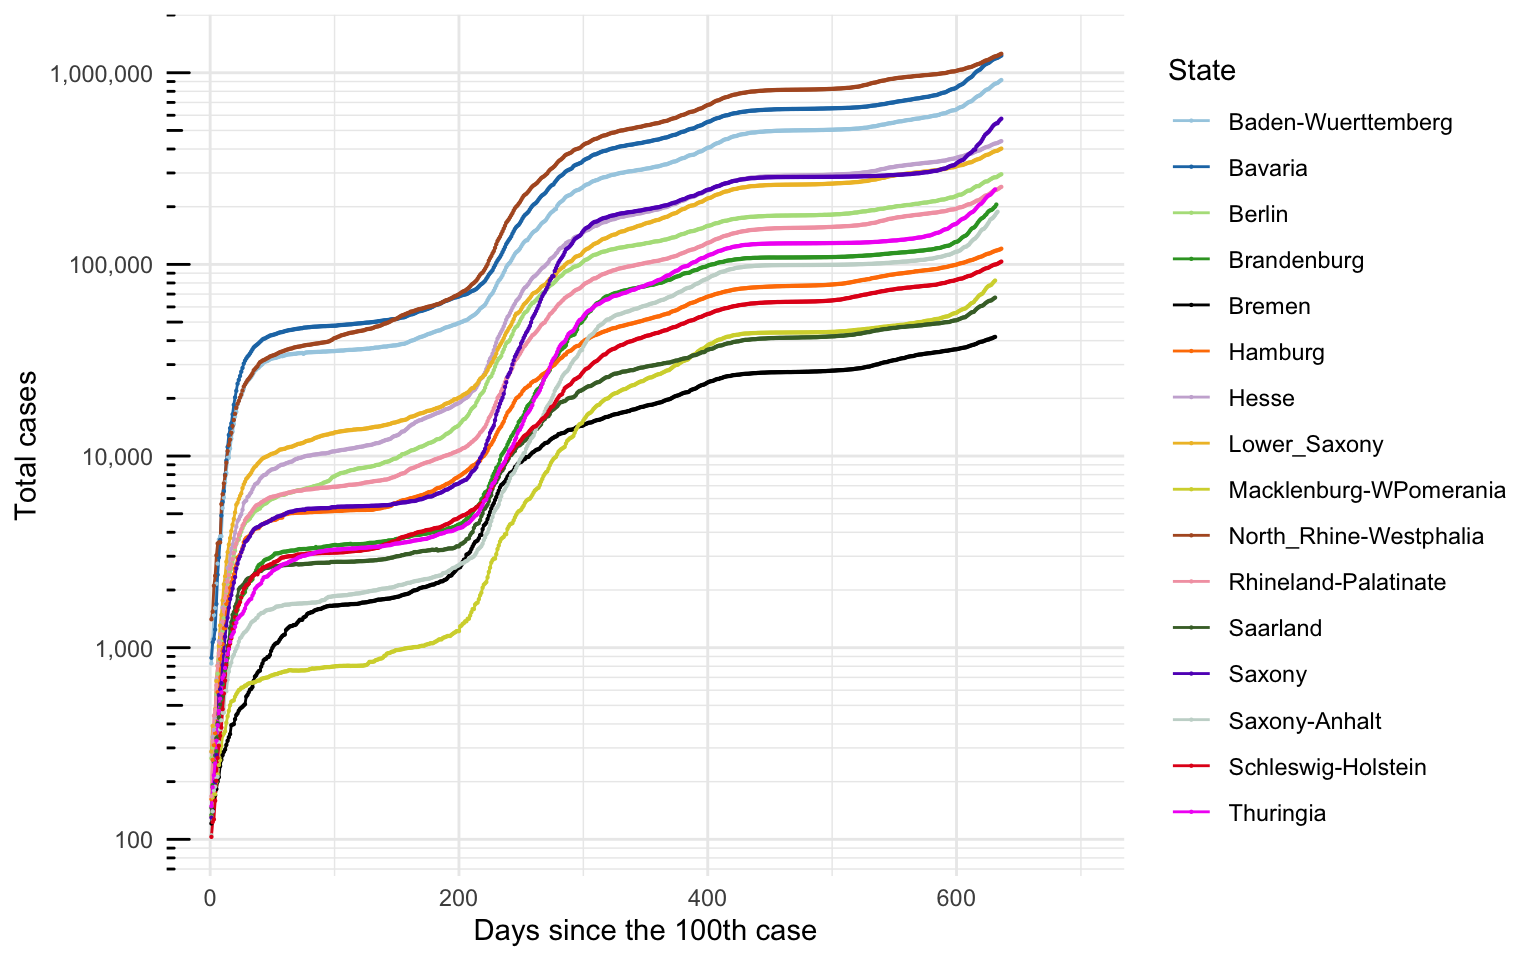 1,000,000
100,000
10,000
1,000
100
Total cases
0
200
400
600
Days since the 100th case
State
Baden-Wuerttemberg
Bavaria
Berlin
Brandenburg
Bremen
Hamburg
Hesse
Lower_Saxony
Macklenburg-WPomerania
North_Rhine-Westphalia
Rhineland-Palatinate
Saarland
Saxony
Saxony-Anhalt
Schleswig-Holstein
Thuringia